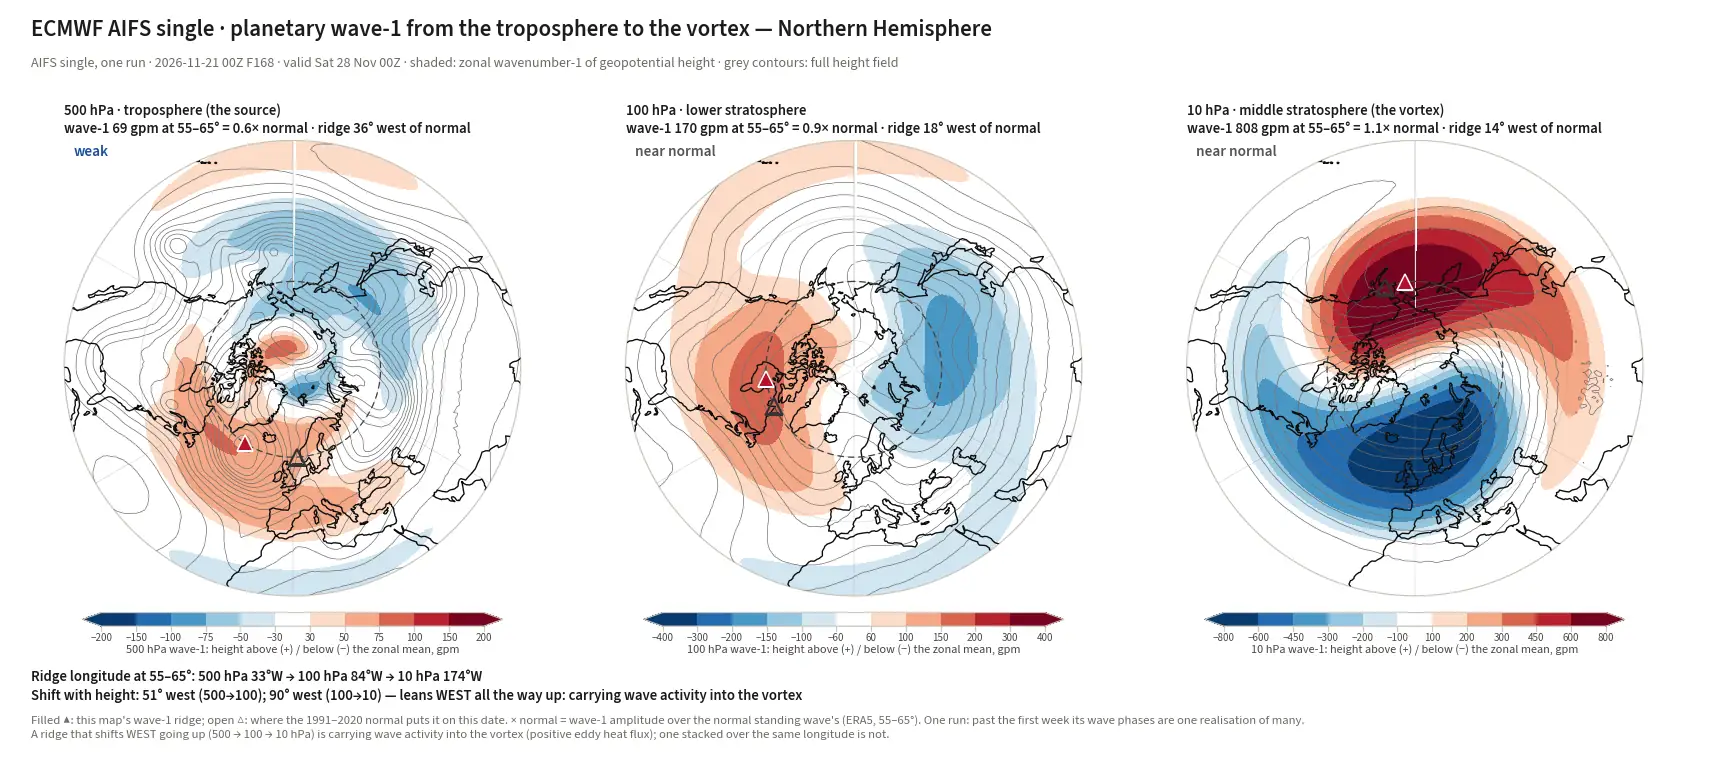 ECMWF AIFS single · planetary wave-1 from the troposphere to the vortex — Northern Hemisphere
AIFS single, one run · 2026-11-21 00Z F168 · valid Sat 28 Nov 00Z · shaded: zonal wavenumber-1 of geopotential height · grey contours: full height field
500 hPa · troposphere (the source)
wave-1 69 gpm at 55–65° = 0.6× normal · ridge 36° west of normal
weak
100 hPa · lower stratosphere
wave-1 170 gpm at 55–65° = 0.9× normal · ridge 18° west of normal
near normal
10 hPa · middle stratosphere (the vortex)
wave-1 808 gpm at 55–65° = 1.1× normal · ridge 14° west of normal
near normal
−200 −150 −100 −75 −50 −30 30 50 75 100 150 200
500 hPa wave-1: height above (+) / below (−) the zonal mean, gpm
−400 −300 −200 −150 −100 −60 60 100 150 200 300 400
100 hPa wave-1: height above (+) / below (−) the zonal mean, gpm
−800 −600 −450 −300 −200 −100 100 200 300 450 600 800
10 hPa wave-1: height above (+) / below (−) the zonal mean, gpm
Ridge longitude at 55–65°: 500 hPa 33°W → 100 hPa 84°W → 10 hPa 174°W
Shift with height: 51° west (500→100); 90° west (100→10) — leans WEST all the way up: carrying wave activity into the vortex
Filled ▲: this map's wave-1 ridge; open △: where the 1991–2020 normal puts it on this date. × normal = wave-1 amplitude over the normal standing wave's (ERA5, 55–65°). One run: past the first week its wave phases are one realisation of many.
A ridge that shifts WEST going up (500 → 100 → 10 hPa) is carrying wave activity into the vortex (positive eddy heat flux); one stacked over the same longitude is not.